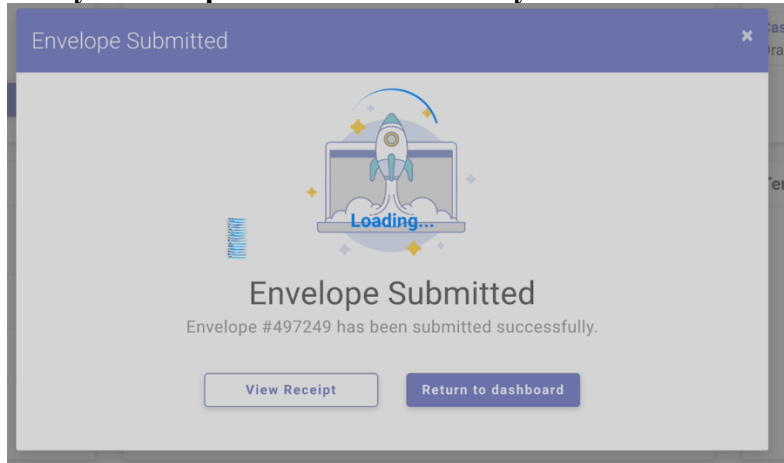 Envelope Submitted
×
Loading...
Envelope Submitted
Envelope #497249 has been submitted successfully.
View Receipt
Return to dashboard